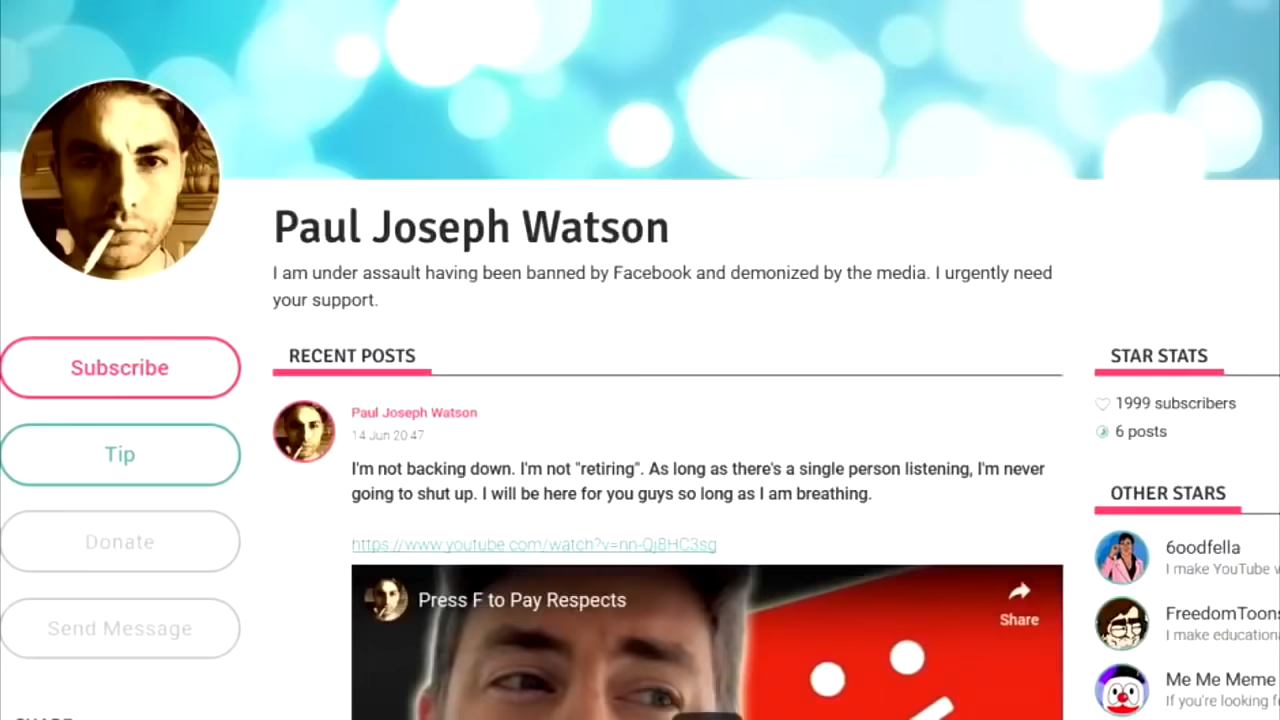 Paul Joseph Watson
I am under assault having been banned by Facebook and demonized by the media. I urgently need
your support.
Subscribe
Tip
Donate
Send Message
RECENT POSTS
Paul Joseph Watson
14 Jun 20:47
I'm not backing down. I'm not "retiring". As long as there's a single person listening, I'm never
going to shut up. I will be here for you guys so long as I am breathing.
https://www.youtube.com/watch?v=nn-Qj8HC3sg
Press F to Pay Respects
Share
STAR STATS
1999 subscribers
6 posts
OTHER STARS
6oodfella
I make YouTube v
FreedomToons
I make educationa
Me Me Meme
If you're looking f